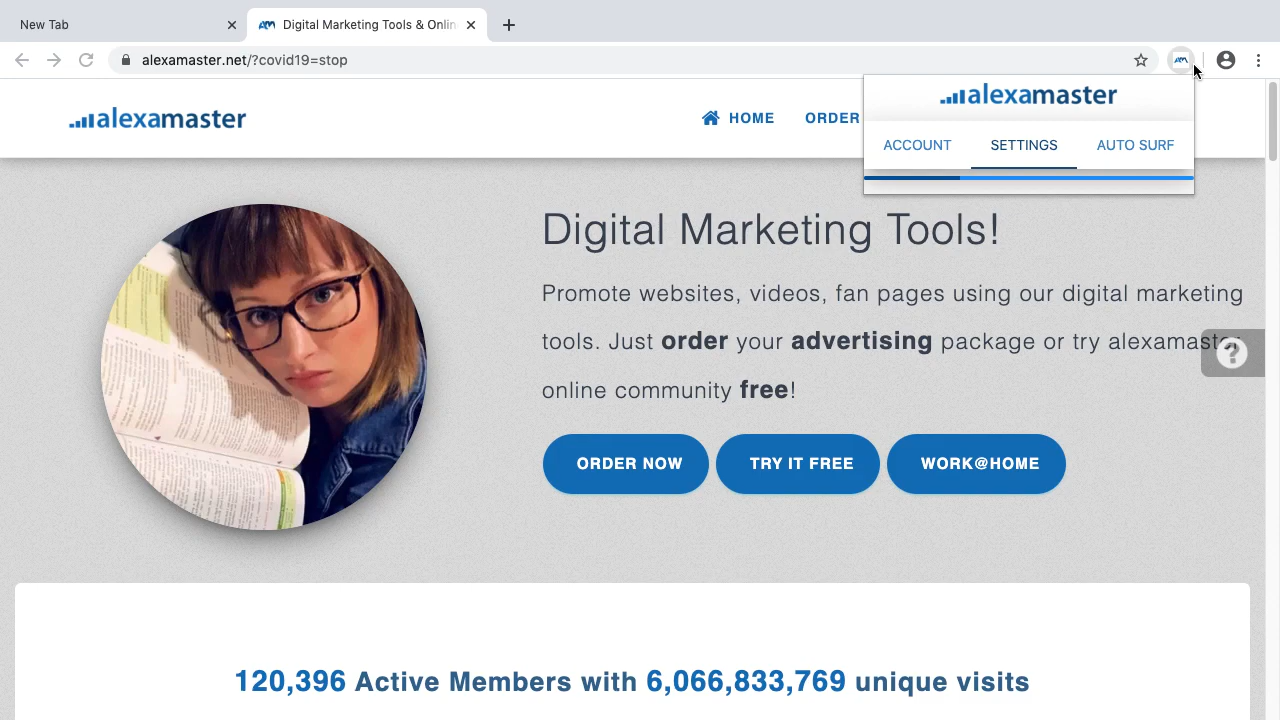 New Tab
Digital Marketing Tools & Onlin
alexamaster.net/?covid19=stop
alexamaster
HOME
ORDER
alexamaster
ACCOUNT
SETTINGS
AUTO SURF
Digital Marketing Tools!
Promote websites, videos, fan pages using our digital marketing
tools. Just order your advertising package or try alexamaster
online community free!
ORDER NOW
TRY IT FREE
WORK@HOME
120,396 Active Members with 6,066,833,769 unique visits